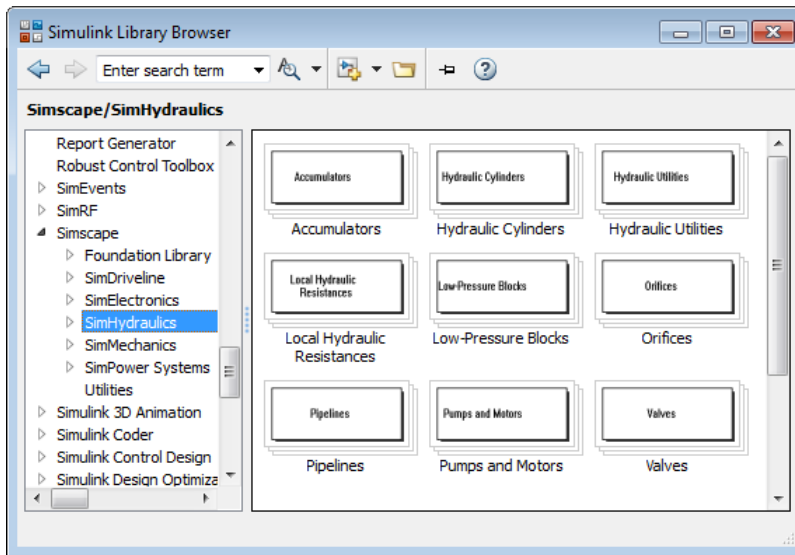 Simulink Library Browser
Enter search term
Simscape/SimHydraulics
Report Generator
Robust Control Toolbox
SimEvents
SimRF
Simscape
Foundation Library
SimDriveline
SimElectronics
SimHydraulics
SimMechanics
SimPower Systems
Utilities
Simulink 3D Animation
Simulink Coder
Simulink Control Design
Simulink Design Optimiza
Accumulators
Hydraulic Cylinders
Hydraulic Utilities
Accumulators
Hydraulic Cylinders
Hydraulic Utilities
Local Hydraulic
Resistances
Low-Pressure Blocks
Orifices
Local Hydraulic
Resistances
Low-Pressure Blocks
Orifices
Pipelines
Pumps and Motors
Valves
Pipelines
Pumps and Motors
Valves